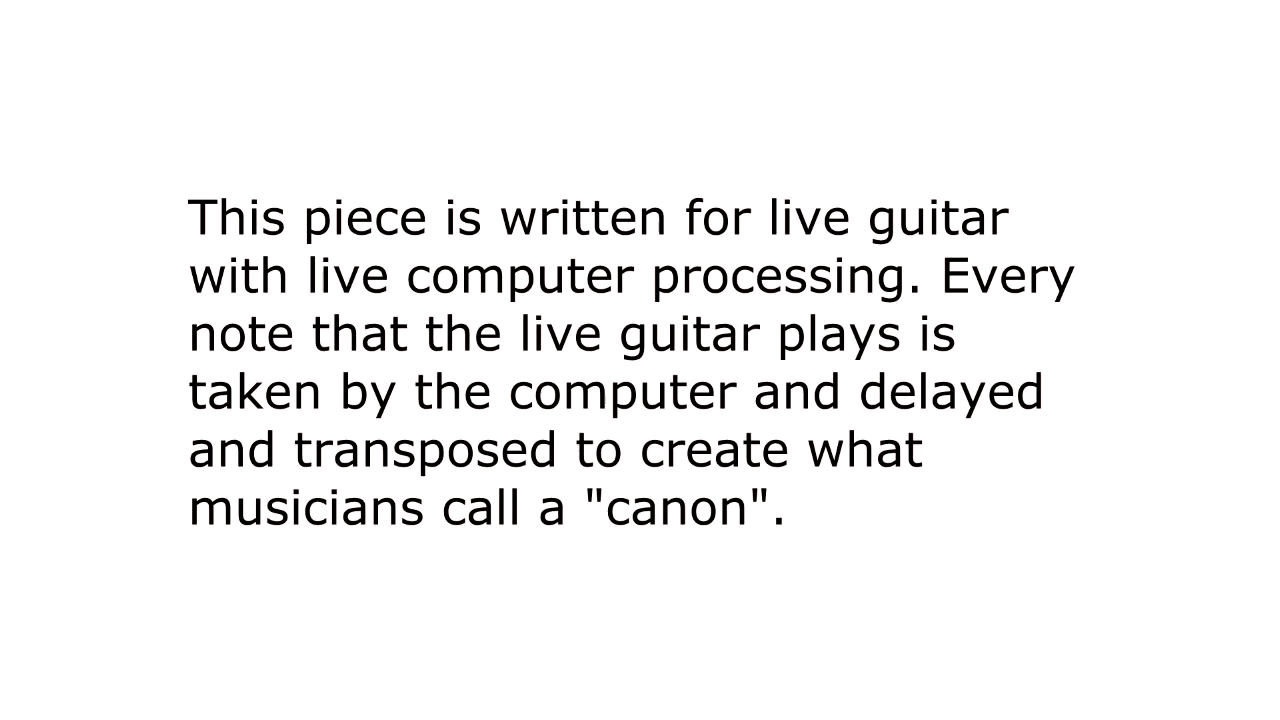 This piece is written for live guitar
with live computer processing. Every
note that the live guitar plays is
taken by the computer and delayed
and transposed to create what
musicians call a "canon".